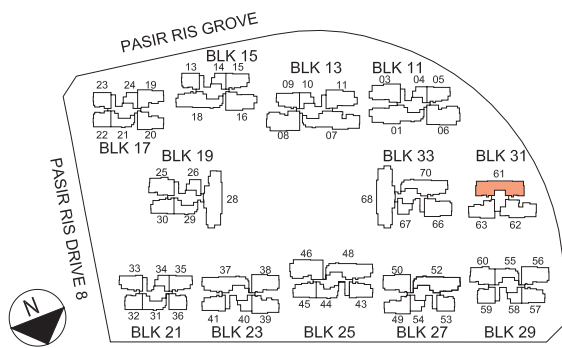 PASIR RIS GROVE
BLK 15
BLK 13
BLK 11
13 14 15
03 04 05
23 24 19
09 10 11
18 16
08 07
01 06
22 21 20
BLK 17
BLK 19
BLK 33
BLK 31
25 26
70
61
28
68
30 29
67 66
63 62
PASIR RIS DRIVE 8
46 48
33 34 35
37 38
50 52
60 55 56
32 31 36
41 40 39
45 44 43
49 54 53
59 58 57
N
BLK 21
BLK 23
BLK 25
BLK 27
BLK 29